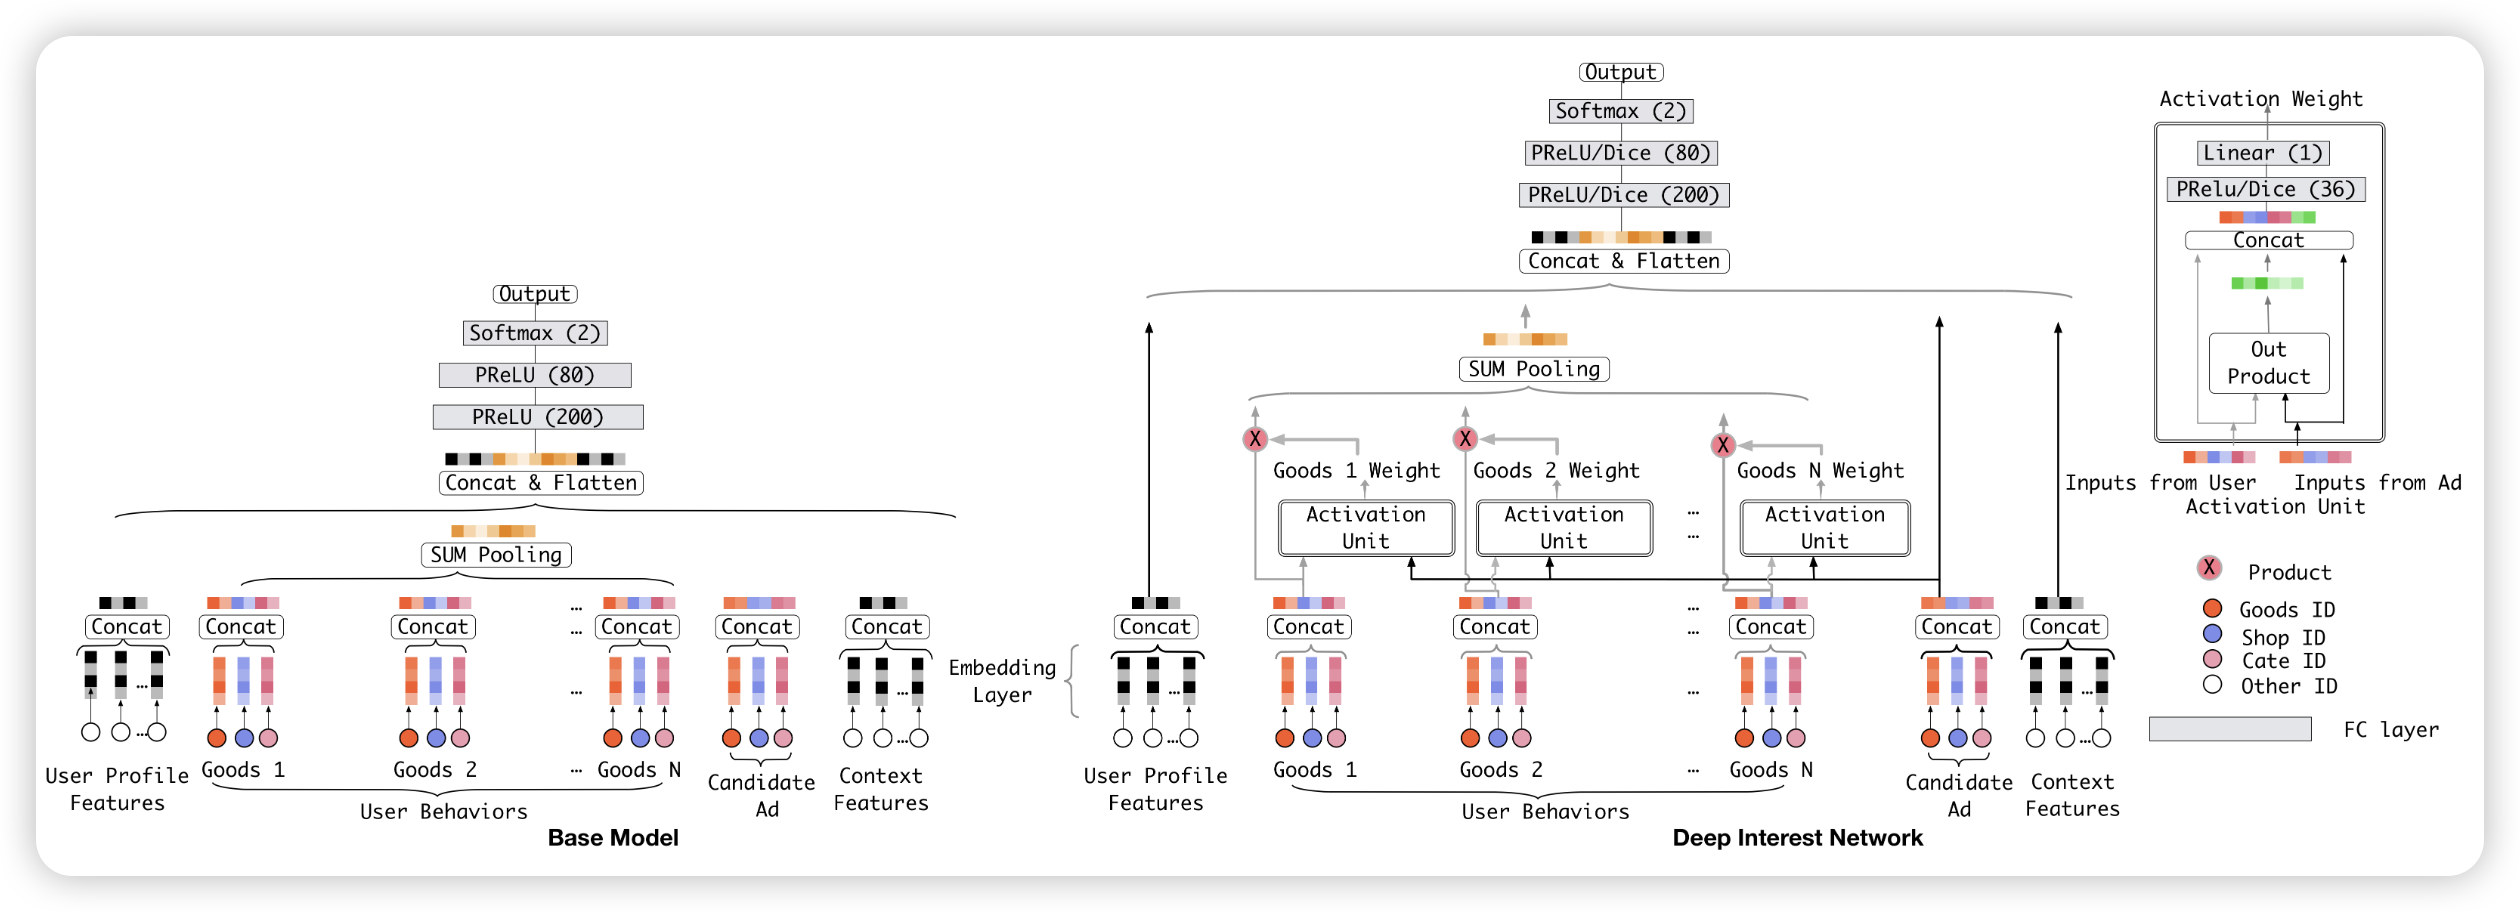 Output
Softmax (2)
PReLU (80)
PReLU (200)
Concat & Flatten
SUM Pooling
Concat
Concat
Concat
...
...
Concat
Concat
Concat
...
...
...
User Profile
Features
Goods 1
Goods 2
...
Goods N
User Behaviors
Candidate
Ad
Context
Features
Base Model
Embedding
Layer
Output
Softmax (2)
PReLU/Dice (80)
PReLU/Dice (200)
Concat & Flatten
SUM Pooling
X
X
X
Goods 1 Weight
Goods 2 Weight
Goods N Weight
Activation
Unit
Activation
Unit
...
...
Activation
Unit
Concat
Concat
Concat
...
...
Concat
Concat
Concat
...
...
...
User Profile
Features
Goods 1
Goods 2
...
Goods N
User Behaviors
Candidate
Ad
Context
Features
Deep Interest Network
Activation Weight
Linear (1)
PRelu/Dice (36)
Concat
Out
Product
Inputs from User
Inputs from Ad
Activation Unit
X
Product
Goods ID
Shop ID
Cate ID
Other ID
FC layer